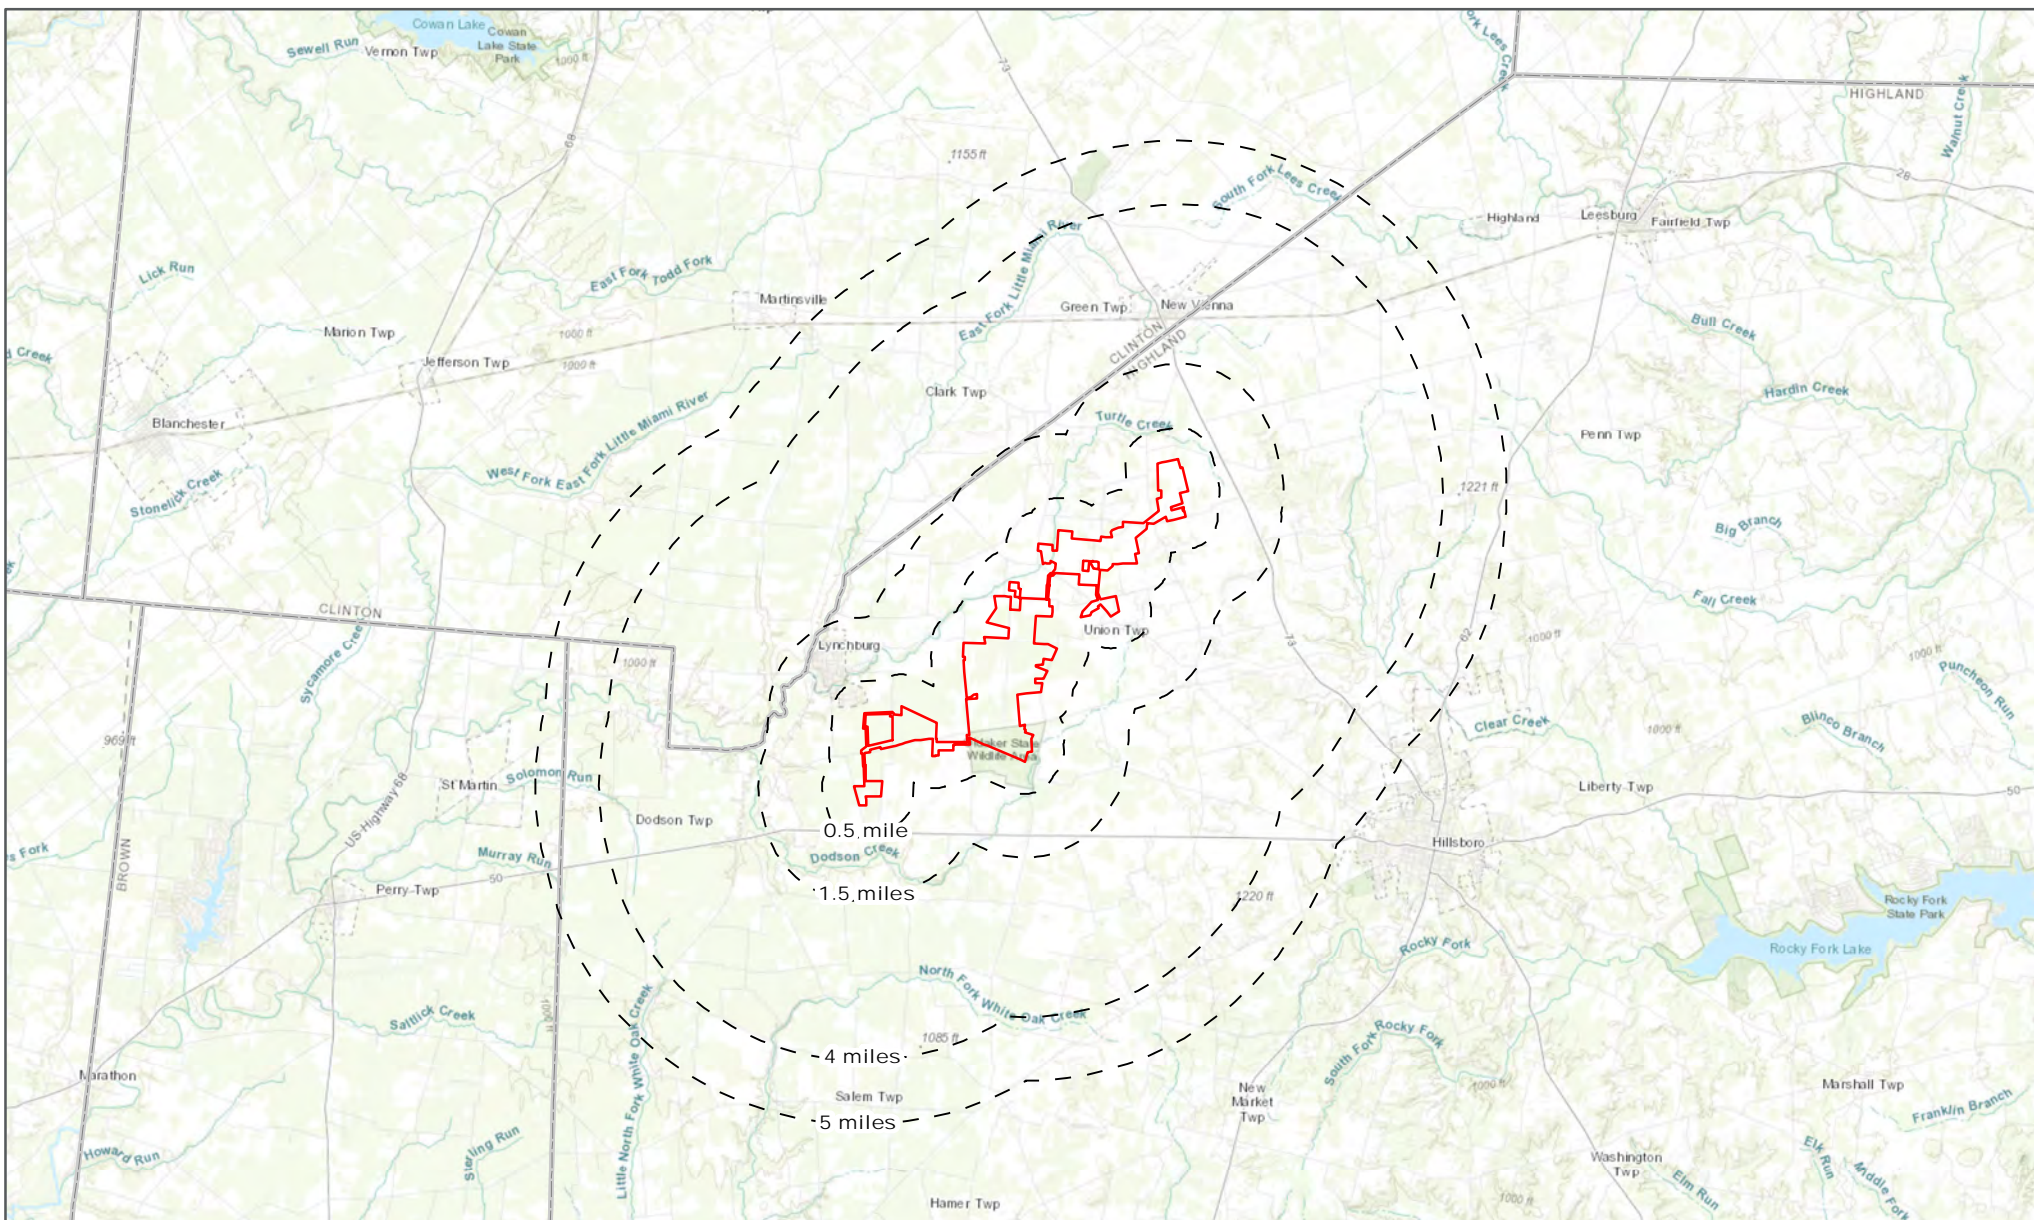 Cowan Lake
Cowan
Lake State
Park
Sewell Run
Vernon Twp
1000 ft
73
HIGHLAND
Walnut Creek
68
1155 ft
South Fork Lees Creek
28
Highland
Leesburg
Fairfield Twp
Lick Run
East Fork Todd Fork
East Fork Little Miami River
Martinsville
Green Twp
New Vienna
Marion Twp
1000 ft
CLINTON
HIGHLAND
Bull Creek
Jefferson Twp
1000 ft
Clark Twp
Hardin Creek
Blanchester
West Fork East Fork Little Miami River
Turtle Creek
Penn Twp
Stonelick Creek
1221 ft
Big Branch
CLINTON
Fall Creek
Sycamore Creek
Lynchburg
Union Twp
73
62
1000 ft
1000 ft
1000 ft
Puncheon Run
969 ft
Clear Creek
1000 ft
Blinco Branch
State
Wildlife Area
St Martin
Solomon Run
US Highway 68
Dodson Twp
Liberty Twp
50
0.5 mile
Hillsboro
Murray Run
Dodson Creek
BROWN
Perry Twp
50
1.5 miles
1220 ft
Rocky Fork
State Park
Rocky Fork
Rocky Fork Lake
North Fork White Oak Creek
Saltlick Creek
1000 ft
Little North Fork White Oak Creek
1085 ft
South Fork Rocky Fork
4 miles
Marathon
1000 ft
Marshall Twp
Salem Twp
New
Market
Twp
5 miles
Franklin Branch
Howard Run
Sterling Run
Washington
Twp
Elk Run
Elm Run
Middle Fork
Hamer Twp
1000 ft